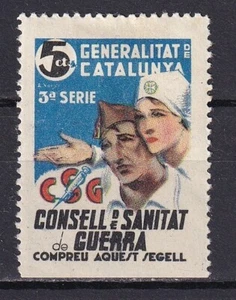 5 cts.
GENERALITAT DE
CATALUNYA
3ª SERIE
CSG
CONSELL DE SANITAT
de GUERRA
COMPREU AQUEST SEGELL